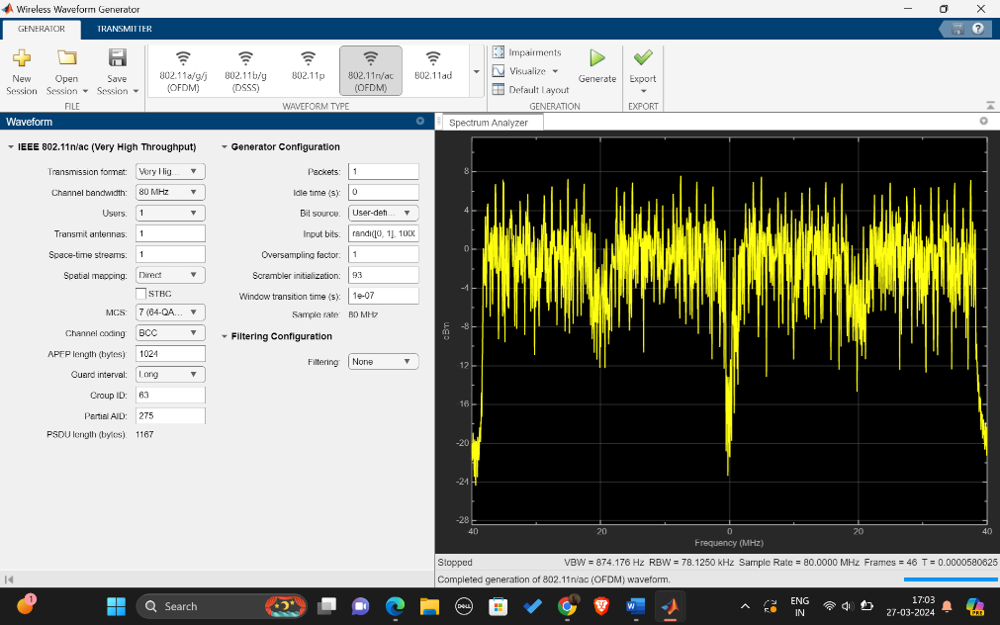 Wireless Waveform Generator
GENERATOR TRANSMITTER
New Session
Open Session
Save Session
FILE
802.11a/g/j (OFDM)
802.11b/g (DSSS)
802.11p
802.11n/ac (OFDM)
802.11ad
WAVEFORM TYPE
Impairments
Visualize
Default Layout
Generate
GENERATION
Export
EXPORT
Waveform
IEEE 802.11n/ac (Very High Throughput)
Transmission format: Very Hig...
Channel bandwidth: 80 MHz
Users: 1
Transmit antennas: 1
Space-time streams: 1
Spatial mapping: Direct
STBC
MCS: 7 (64-QA...
Channel coding: BCC
APEP length (bytes): 1024
Guard interval: Long
Group ID: 63
Partial AID: 275
PSDU length (bytes): 1167
Generator Configuration
Packets: 1
Idle time (s): 0
Bit source: User-defi...
Input bits: randi([0, 1], 1000
Oversampling factor: 1
Scrambler initialization: 93
Window transition time (s): 1e-07
Sample rate: 80 MHz
Filtering Configuration
Filtering: None
Spectrum Analyzer
8
4
0
-4
-8
12
16
-20
-24
-28
dBm
40 20 0 20 40
Frequency (MHz)
Stopped VBW = 874.176 Hz RBW = 78.1250 kHz Sample Rate = 80.0000 MHz Frames = 46 T = 0.0000580625
Completed generation of 802.11n/ac (OFDM) waveform.
1
Search
DELL
W
PRE
ENG
IN
17:03
27-03-2024